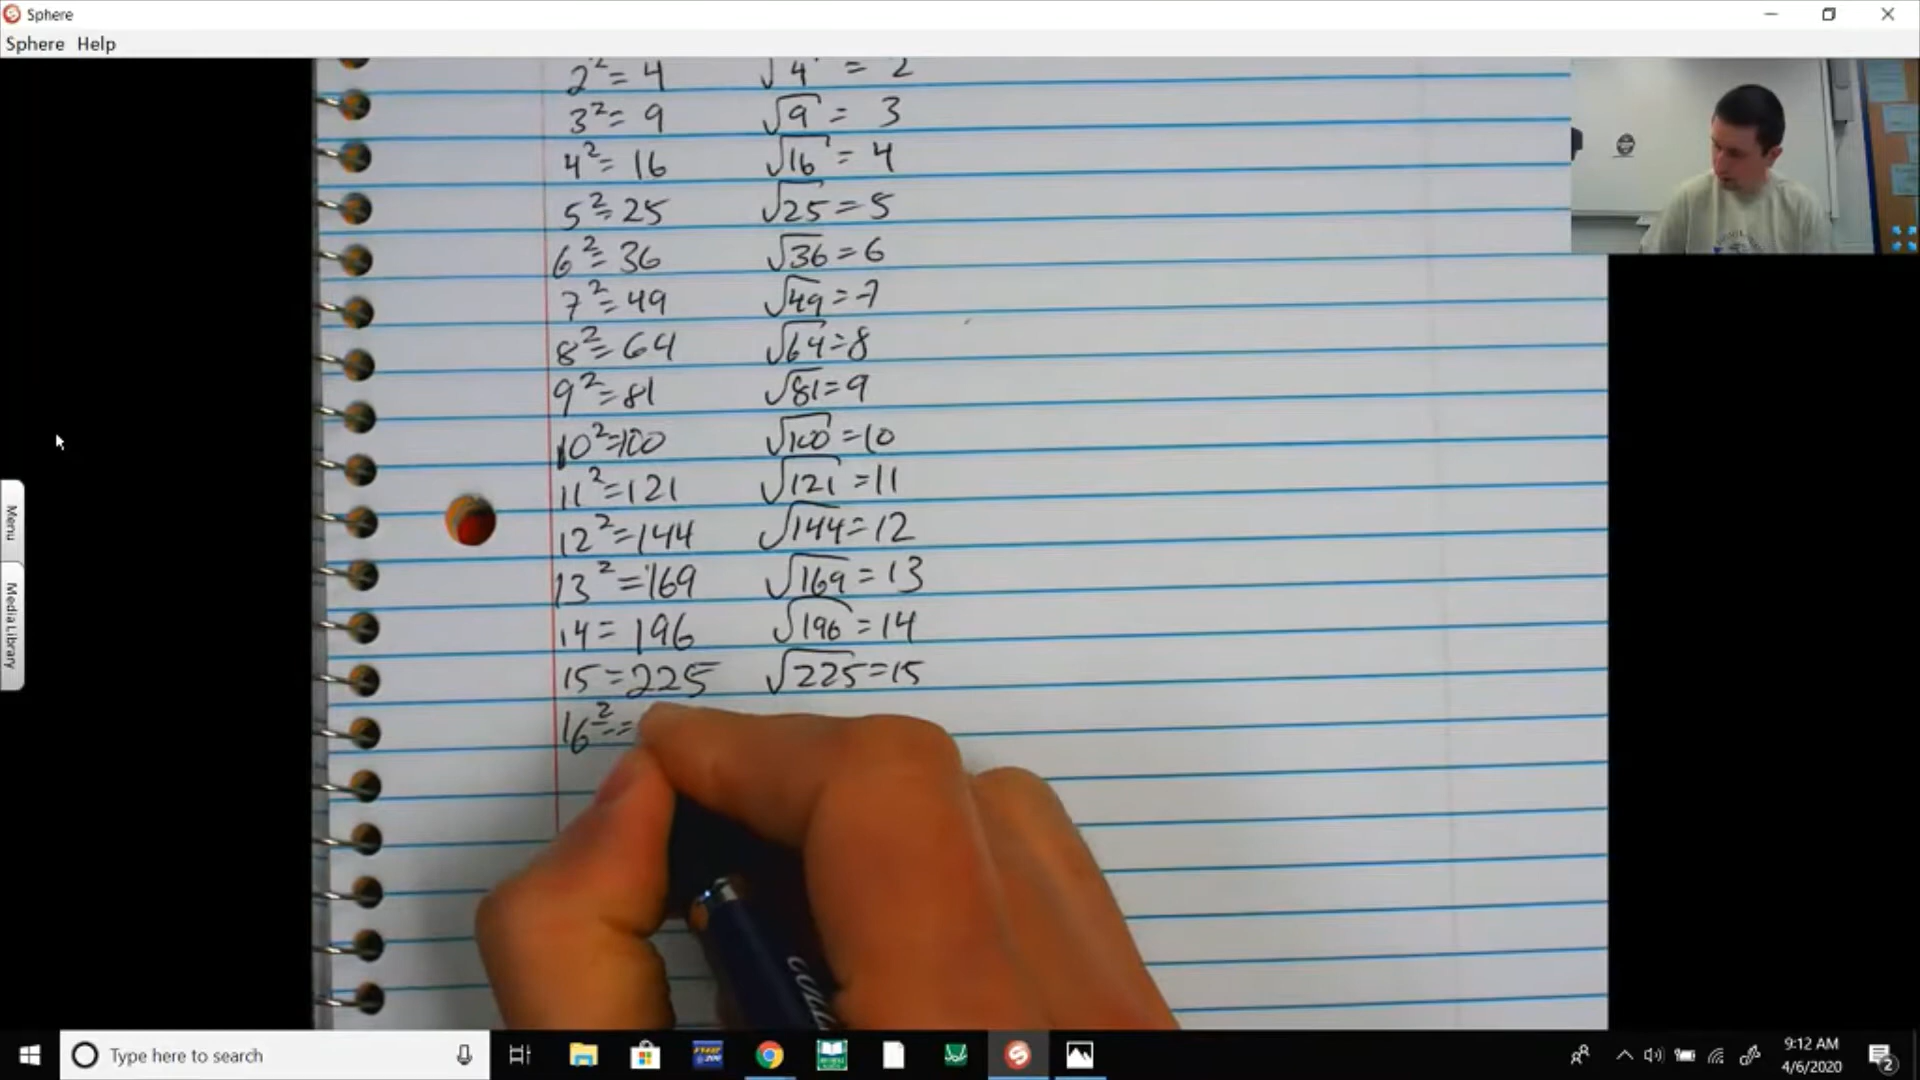 Sphere
Sphere Help
2² = 4 √4 = 2
3² = 9 √9 = 3
4² = 16 √16 = 4
5² = 25 √25 = 5
6² = 36 √36 = 6
7² = 49 √49 = 7
8² = 64 √64 = 8
9² = 81 √81 = 9
10² = 100 √100 = 10
11² = 121 √121 = 11
12² = 144 √144 = 12
13² = 169 √169 = 13
14 = 196 √196 = 14
15 = 225 √225 = 15
16² =
Menu
Media Library
Type here to search
9:12 AM
4/6/2020
2